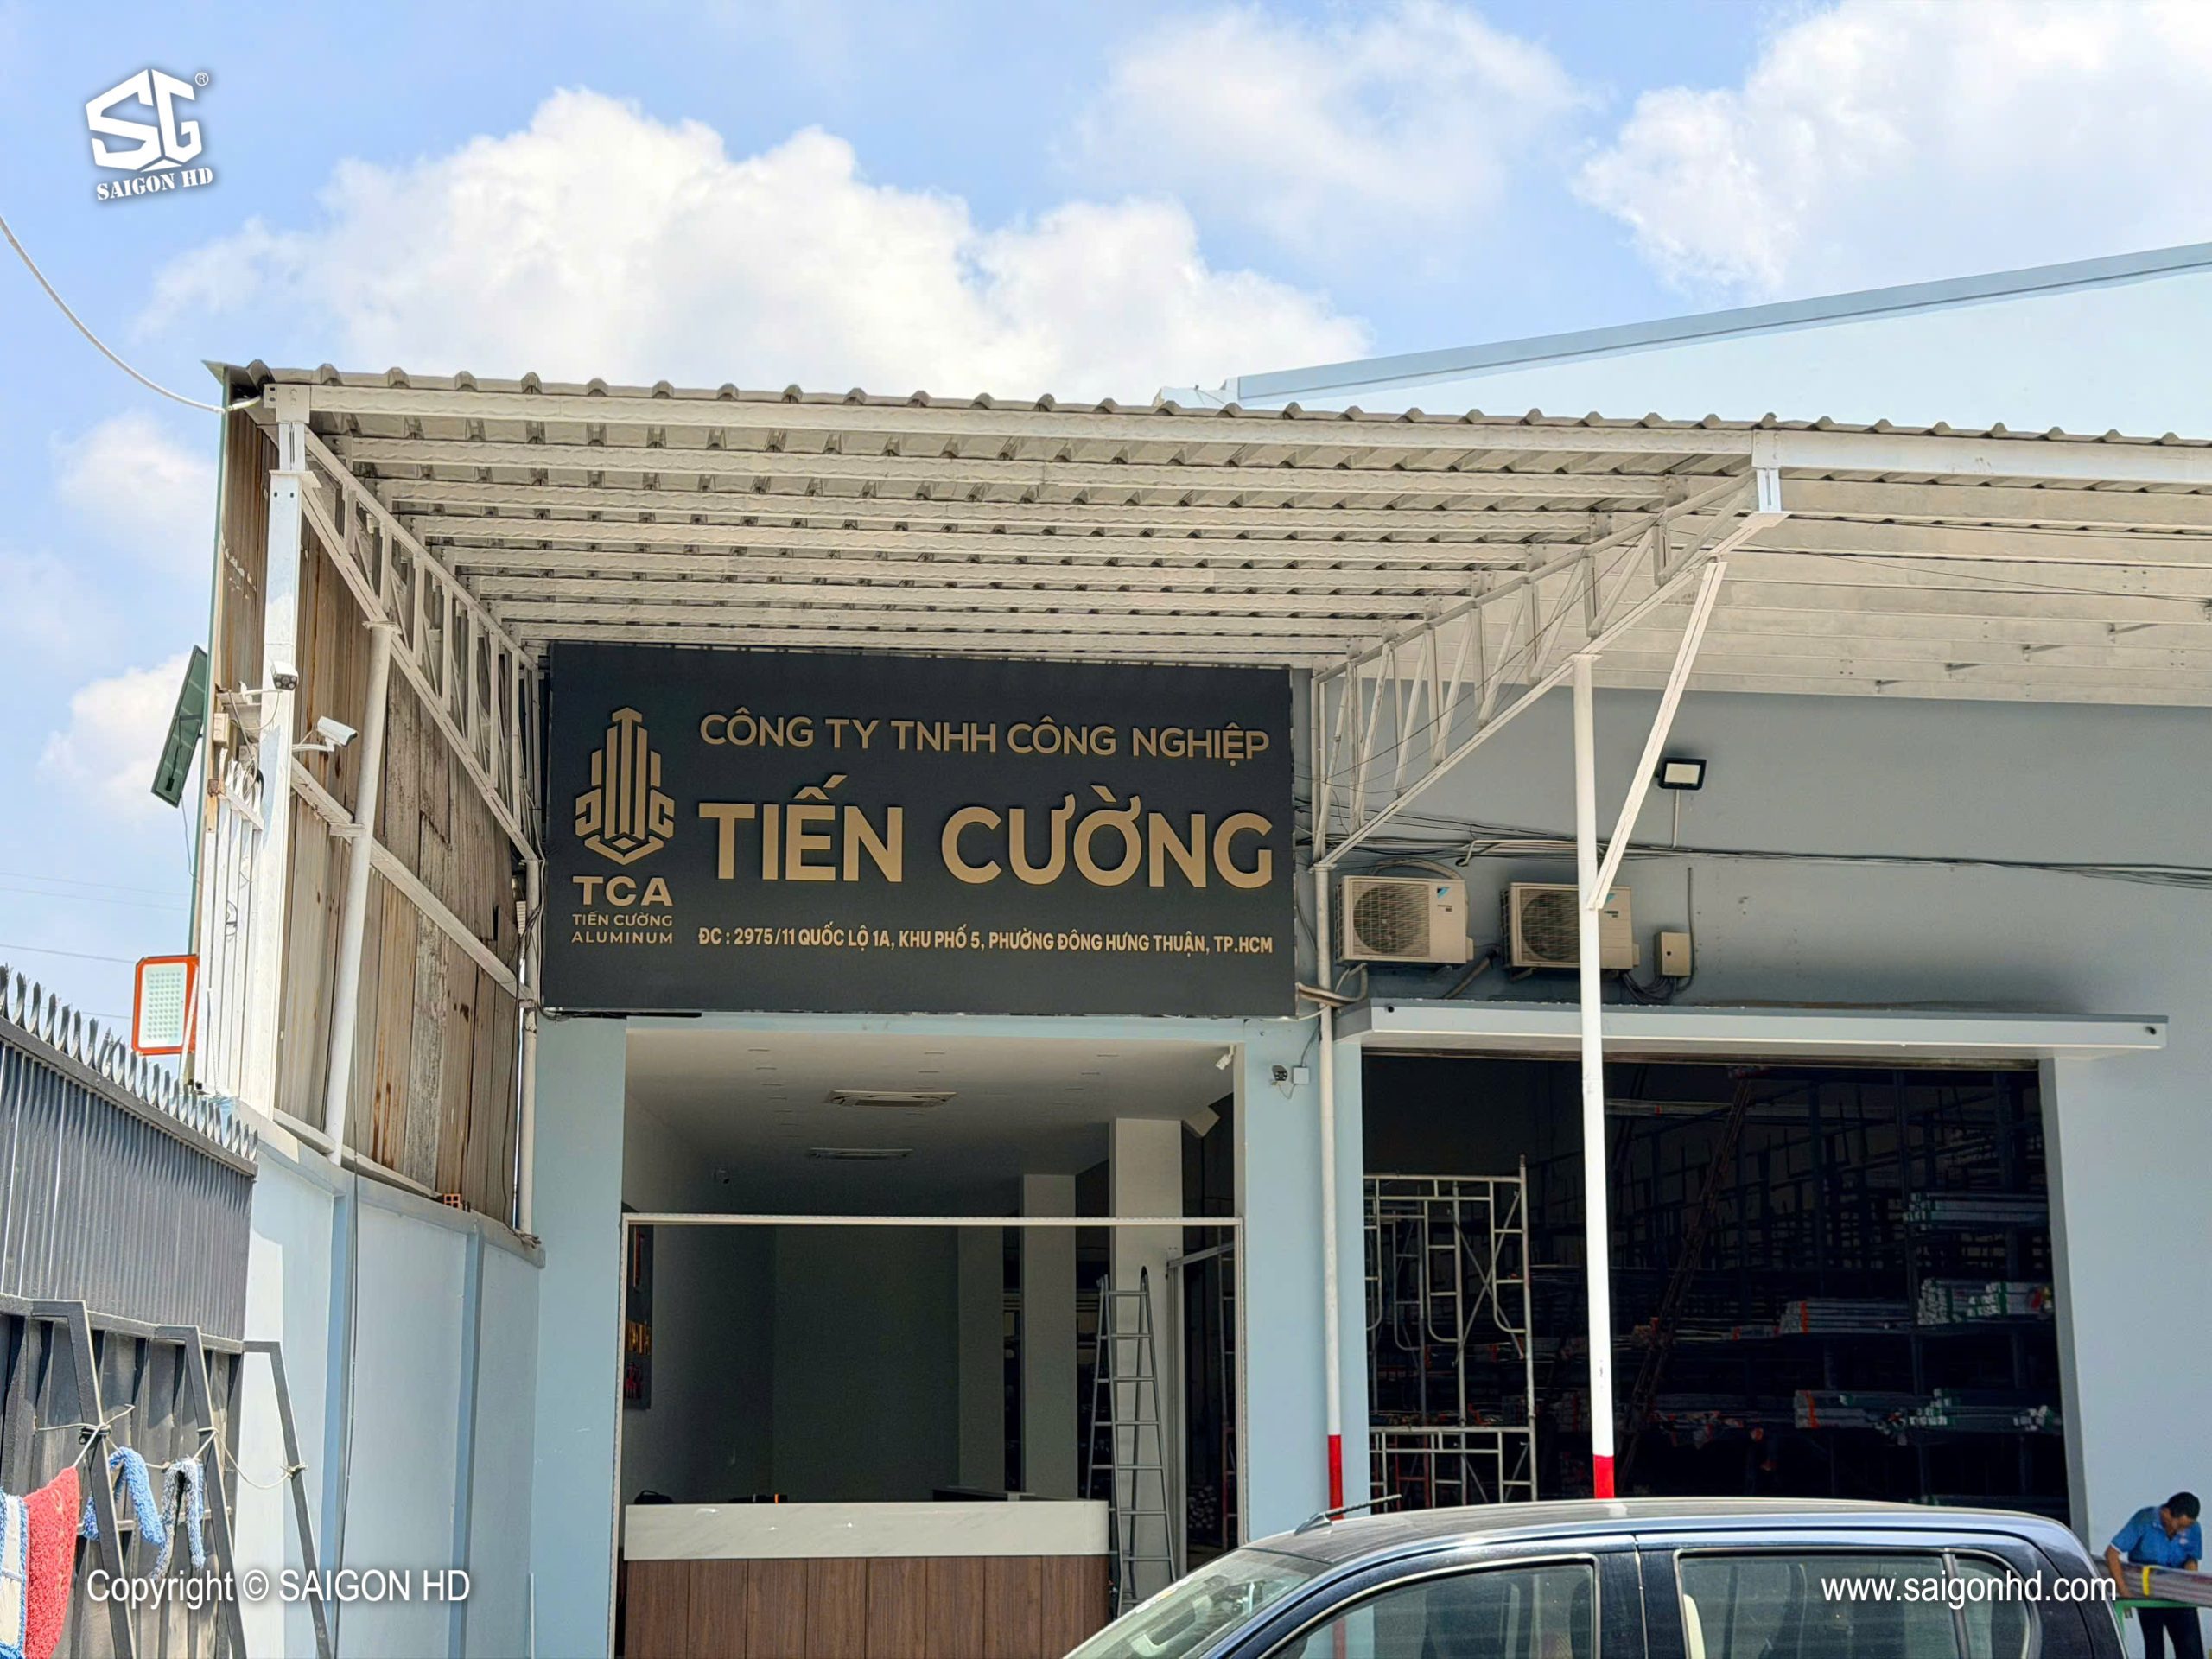 SG®
SAIGON HD
CÔNG TY TNHH CÔNG NGHIỆP
TIẾN CƯỜNG
TCA
TIẾN CƯỜNG
ALUMINUM
ĐC : 2975/11 QUỐC LỘ 1A, KHU PHỐ 5, PHƯỜNG ĐÔNG HƯNG THUẬN, TP.HCM
Copyright © SAIGON HD
www.saigonhd.com